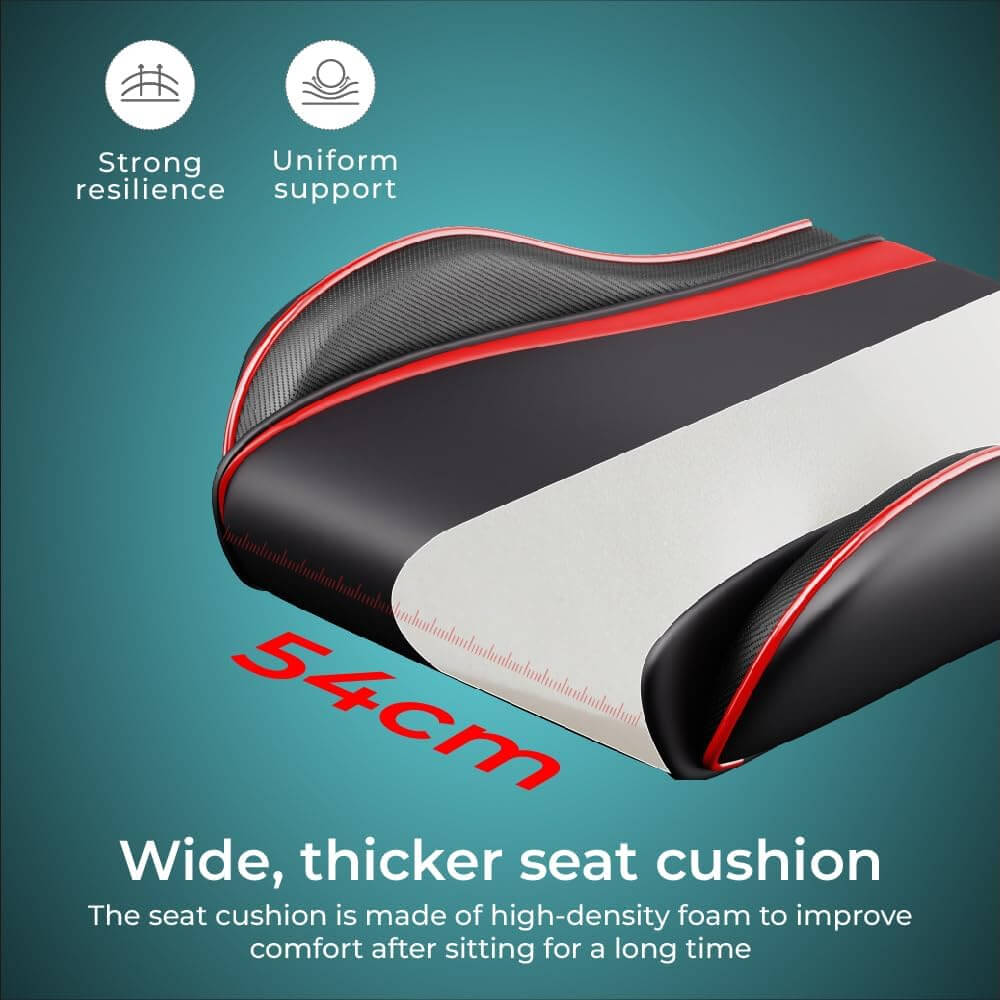 Strong
resilience
Uniform
support
54cm
Wide, thicker seat cushion
The seat cushion is made of high-density foam to improve
comfort after sitting for a long time